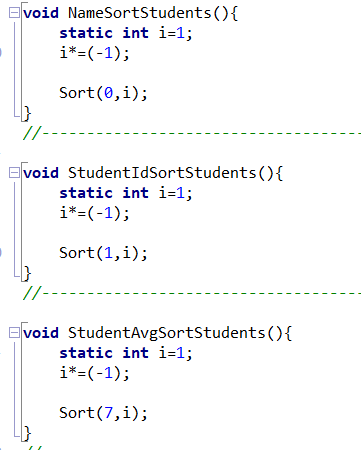 void NameSortStudents(){
static int i=1;
i*=(-1);
Sort(0,i);
}
//-----------------------------------
void StudentIdSortStudents(){
static int i=1;
i*=(-1);
Sort(1,i);
}
//-----------------------------------
void StudentAvgSortStudents(){
static int i=1;
i*=(-1);
Sort(7,i);
}